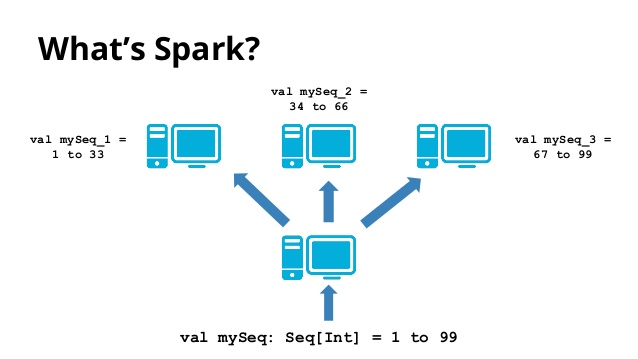 What's Spark?
val mySeq_2 =
34 to 66
val mySeq_1 =
1 to 33
val mySeq_3 =
67 to 99
val mySeq: Seq[Int] = 1 to 99